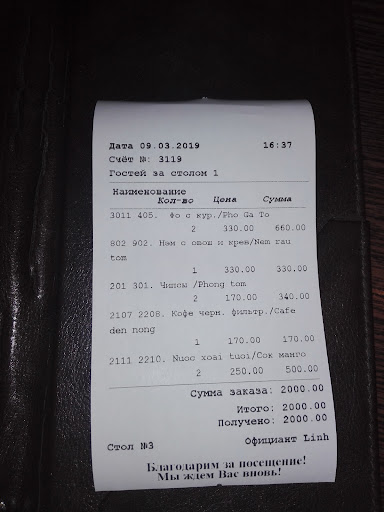 Дата 09.03.2019 16:37
Счёт №: 3119
Гостей за столом 1
Наименование
Кол-во Цена Сумма
3011 405. Фо с кур./Pho Ga To
2 330.00 660.00
802 902. Нэм с овощ и крев/Nem rau
tom
1 330.00 330.00
201 301. Чипсы /Phong tom
2 170.00 340.00
2107 2208. Кофе черн. фильтр./Cafe
den nong
1 170.00 170.00
2111 2210. Nuoc xoai tuoi/Сок манго
2 250.00 500.00
Сумма заказа: 2000.00
Итого: 2000.00
Получено: 2000.00
Стол №3 Официант Linh
Благодарим за посещение!
Мы ждем Вас вновь!